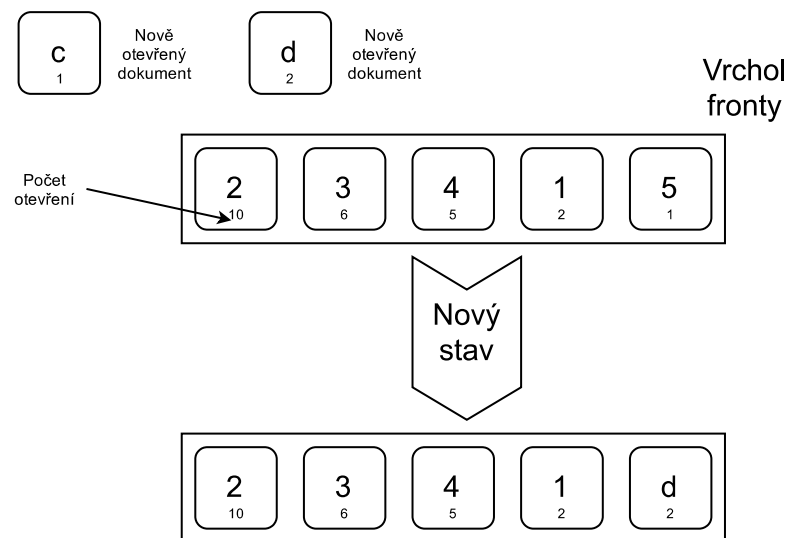 c
1
Nově
otevřený
dokument
d
2
Nově
otevřený
dokument
Vrchol
fronty
Počet
otevření
2
10
3
6
4
5
1
2
5
1
Nový
stav
2
10
3
6
4
5
1
2
d
2